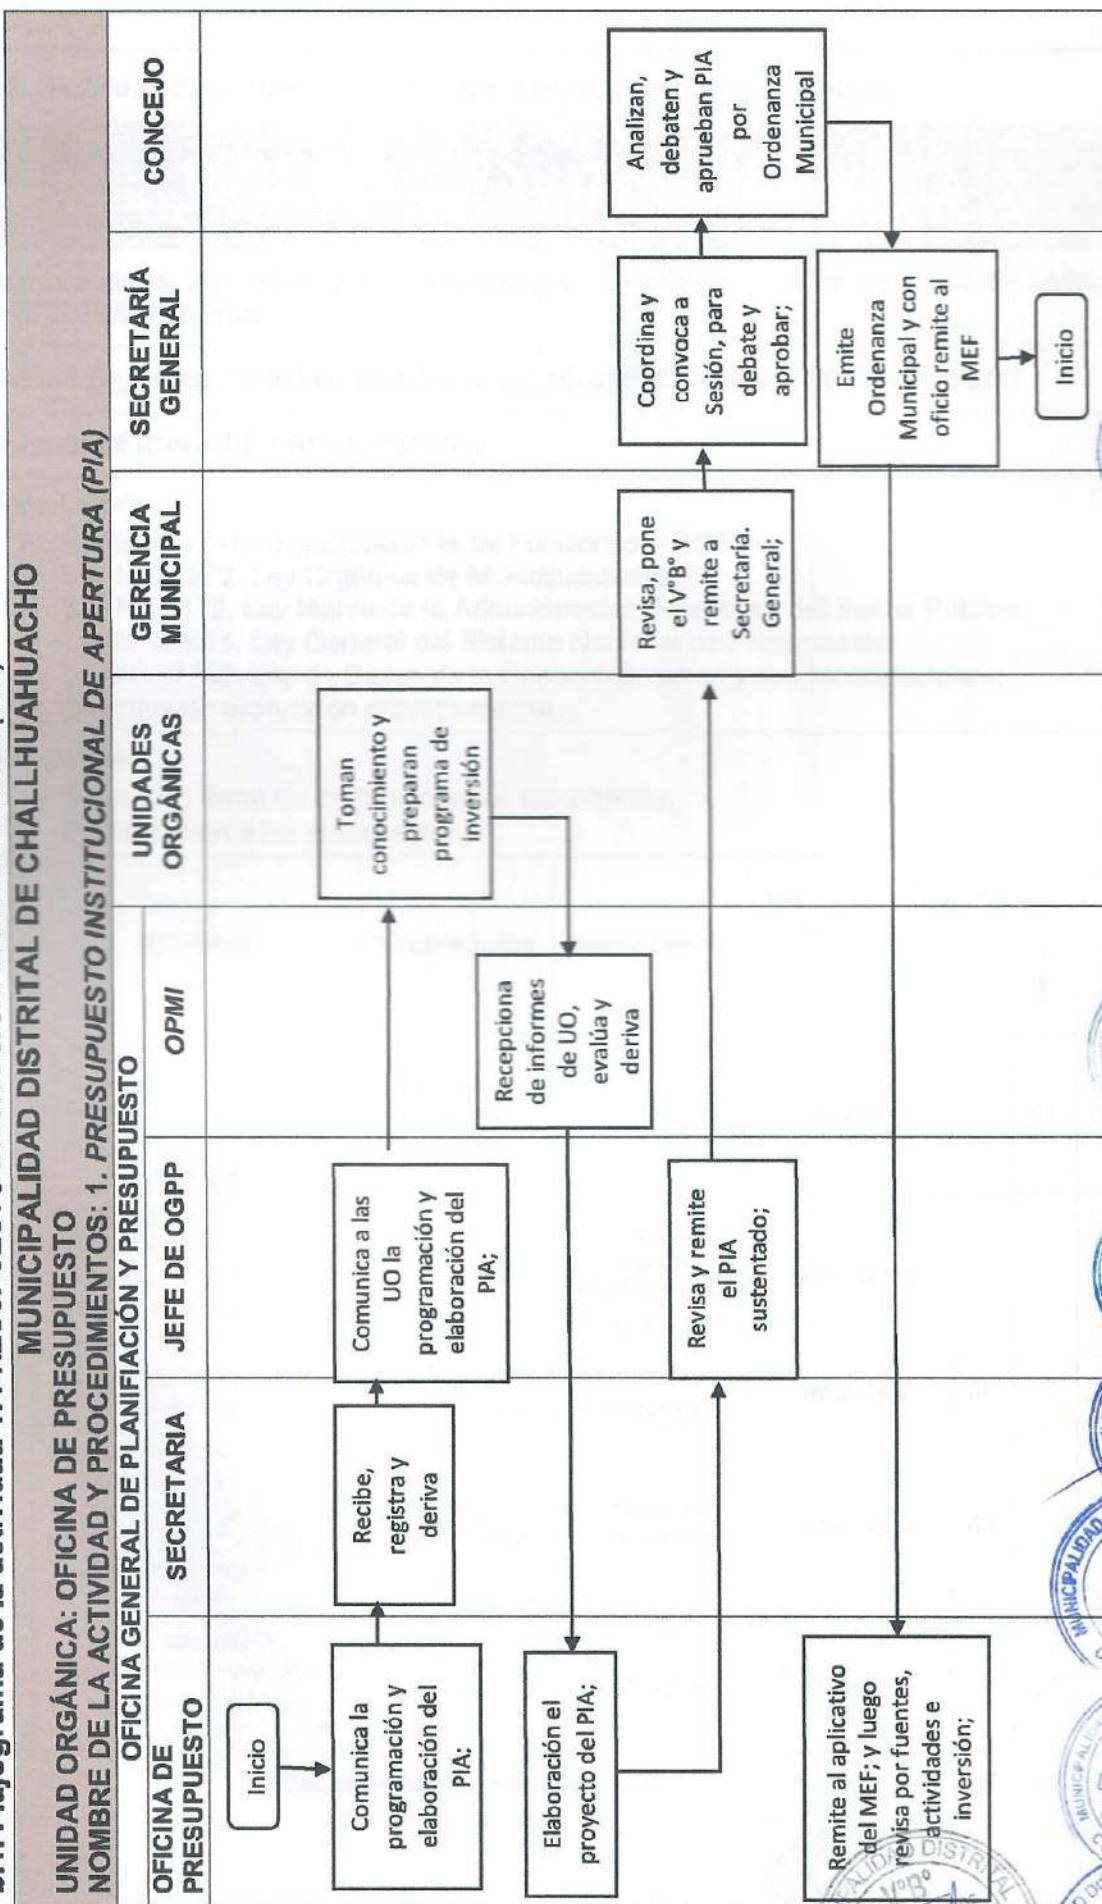 MUNICIPALIDAD DISTRITAL DE CHALLHUAHUACHO
UNIDAD ORGÁNICA: OFICINA DE PRESUPUESTO
NOMBRE DE LA ACTIVIDAD Y PROCEDIMIENTOS: 1. PRESUPUESTO INSTITUCIONAL DE APERTURA (PIA)
OFICINA GENERAL DE PLANIFIACIÓN Y PRESUPUESTO
OFICINA DE
PRESUPUESTO
SECRETARIA
JEFE DE OGPP
OPMI
UNIDADES
ORGÁNICAS
GERENCIA
MUNICIPAL
SECRETARÍA
GENERAL
CONCEJO
Inicio
Comunica la
programación y
elaboración del
PIA;
Recibe,
registra y
deriva
Comunica a las
UO la
programación y
elaboración del
PIA;
Toman
conocimiento y
preparan
programa de
inversión
Recepciona
de informes
de UO,
evalúa y
deriva
Elaboración el
proyecto del PIA;
Revisa y remite
el PIA
sustentado;
Revisa, pone
el V°B° y
remite a
Secretaria.
General;
Coordina y
convoca a
Sesión, para
debate y
aprobar;
Analizan,
debaten y
aprueban PIA
por
Ordenanza
Municipal
Emite
Ordenanza
Municipal y con
oficio remite al
MEF
Inicio
Remite al aplicativo
del MEF; y luego
revisa por fuentes,
actividades e
inversión;
DISTRITAL
V°B°
MUNICIPALIDAD